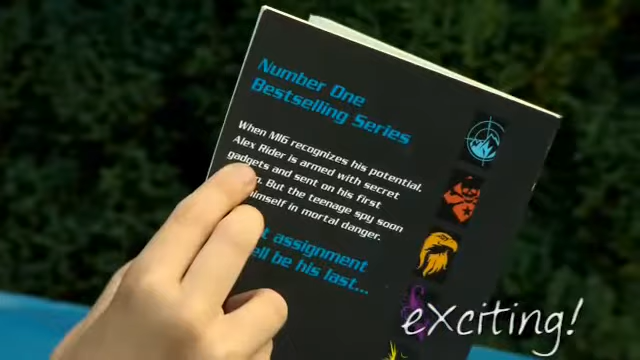 Number One
Bestselling Series
When MI6 recognizes his potential,
Alex Rider is armed with secret
gadgets and sent on his first
But the teenage spy soon
himself in mortal danger.
assignment
be his last...
eXciting!